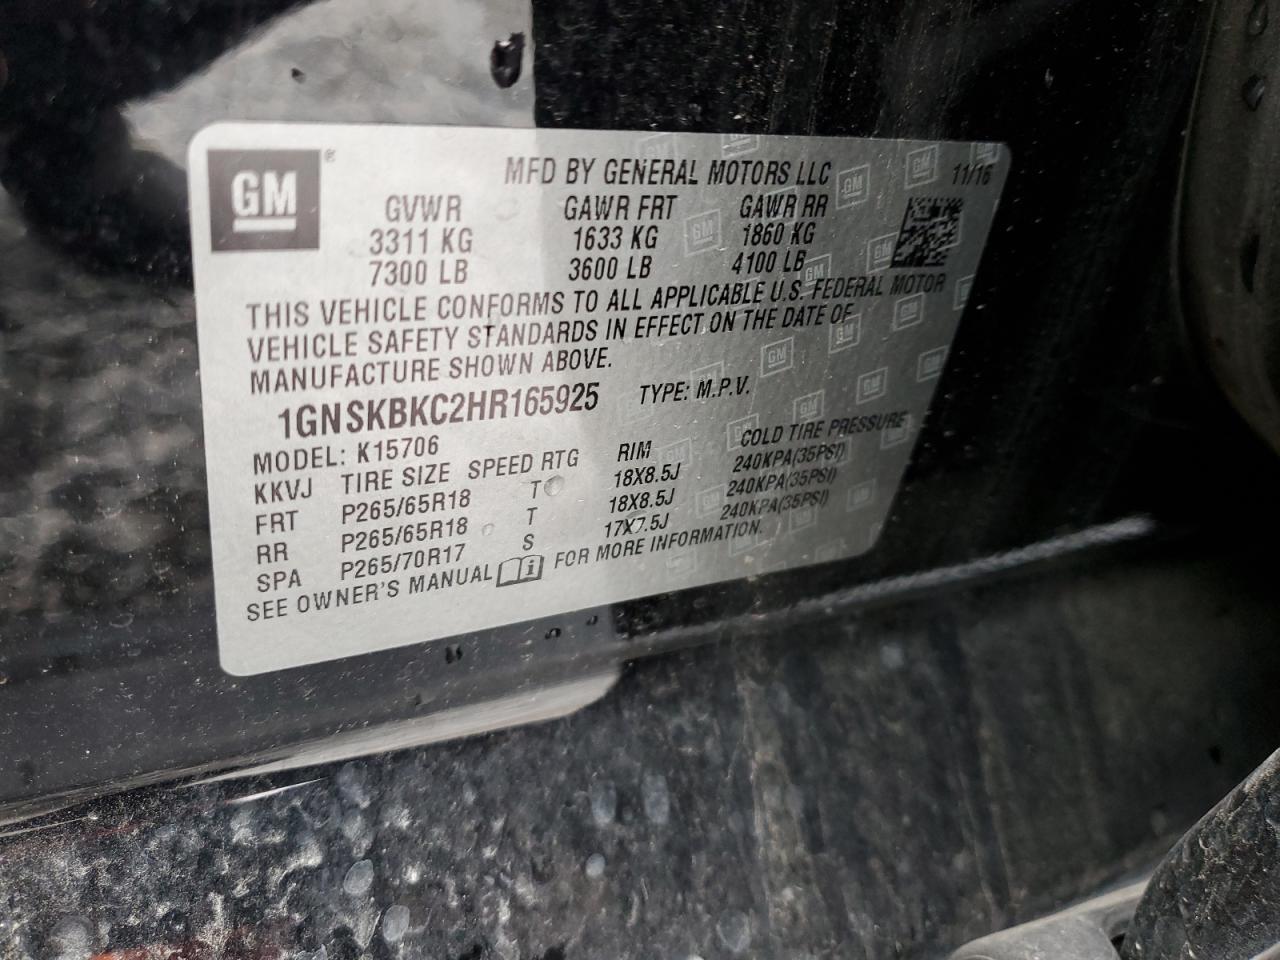 GM® MFD BY GENERAL MOTORS LLC 11/16
GVWR GAWR FRT GAWR RR
3311 KG 1633 KG 1860 KG
7300 LB 3600 LB 4100 LB
THIS VEHICLE CONFORMS TO ALL APPLICABLE U.S. FEDERAL MOTOR
VEHICLE SAFETY STANDARDS IN EFFECT ON THE DATE OF
MANUFACTURE SHOWN ABOVE.
1GNSKBKC2HR165925 TYPE: M.P.V.
MODEL: K15706
KKVJ TIRE SIZE SPEED RTG RIM COLD TIRE PRESSURE
FRT P265/65R18 T 18X8.5J 240KPA(35PSI)
RR P265/65R18 T 18X8.5J 240KPA(35PSI)
SPA P265/70R17 S 17X7.5J 240KPA(35PSI)
SEE OWNER'S MANUAL i FOR MORE INFORMATION.